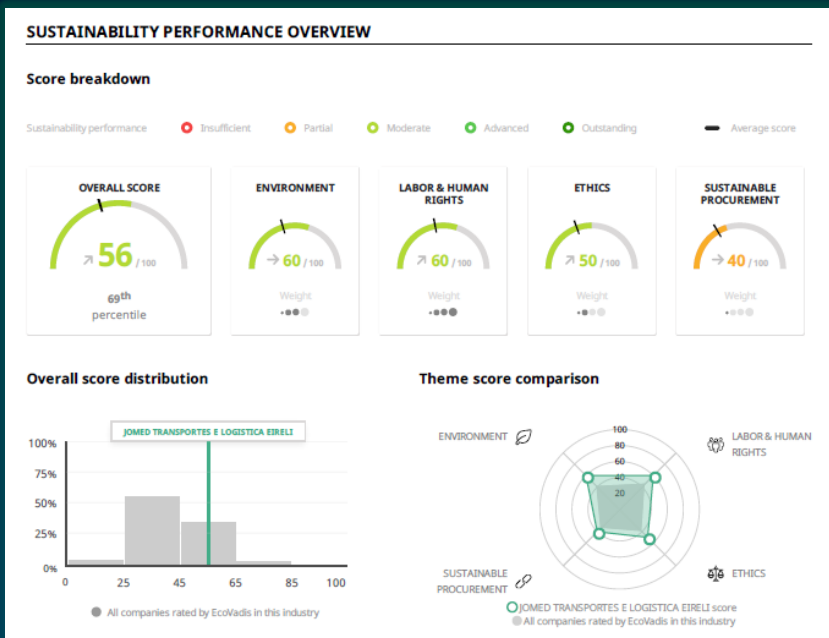 SUSTAINABILITY PERFORMANCE OVERVIEW
Score breakdown
Sustainability performance Insufficient Partial Moderate Advanced Outstanding Average score
OVERALL SCORE
56 / 100
69th
percentile
ENVIRONMENT
60 / 100
Weight
LABOR & HUMAN
RIGHTS
60 / 100
Weight
ETHICS
50 / 100
Weight
SUSTAINABLE
PROCUREMENT
40 / 100
Weight
Overall score distribution
JOMED TRANSPORTES E LOGISTICA EIRELI
100%
75%
50%
25%
0%
0 25 45 65 85 100
All companies rated by EcoVadis in this industry
Theme score comparison
ENVIRONMENT
LABOR & HUMAN
RIGHTS
100
80
60
40
20
SUSTAINABLE
PROCUREMENT
ETHICS
JOMED TRANSPORTES E LOGISTICA EIRELI score
All companies rated by EcoVadis in this industry